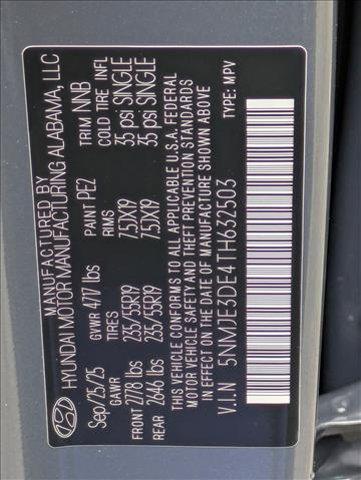 MANUFACTURED BY
HYUNDAI MOTOR MANUFACTURING ALABAMA, LLC
Sep/25/25 GVWR 4777 lbs PAINT PE2 TRIM NNB
GAWR TIRES RIMS COLD TIRE INFL
FRONT 2778 lbs 235/55R19 7.5JX19 35 psi SINGLE
REAR 2646 lbs 235/55R19 7.5JX19 35 psi SINGLE
THIS VEHICLE CONFORMS TO ALL APPLICABLE U.S.A. FEDERAL
MOTOR VEHICLE SAFETY AND THEFT PREVENTION STANDARDS
IN EFFECT ON THE DATE OF MANUFACTURE SHOWN ABOVE
V.I.N 5NMJE3DE4TH652503 TYPE: MPV